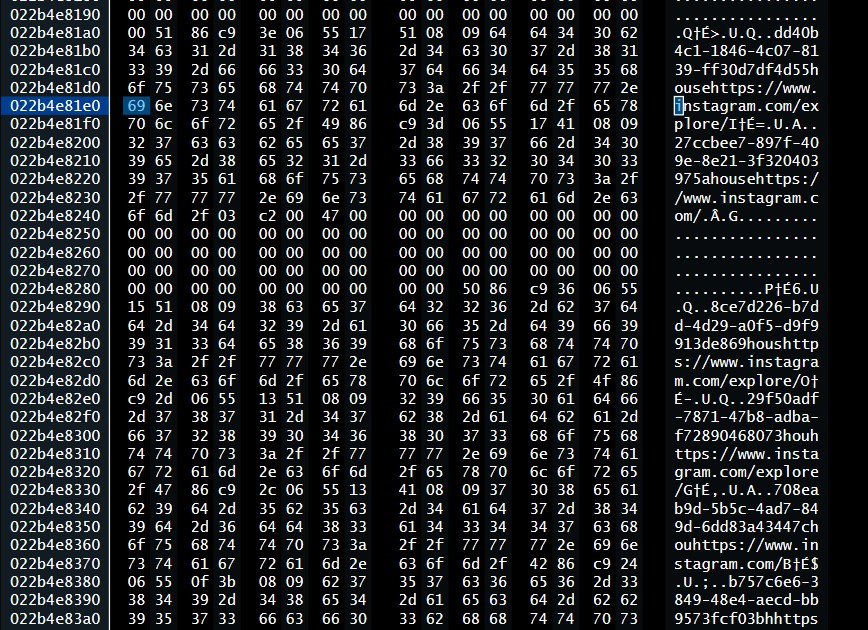 022b4e8190 00 00 00 00 00 00 00 00 00 00 00 00 00 00 00 00 ................
022b4e81a0 00 51 86 c9 3e 06 55 17 51 08 09 64 64 34 30 62 .Q†É>.U.Q..dd40b
022b4e81b0 34 63 31 2d 31 38 34 36 2d 34 63 30 37 2d 38 31 4c1-1846-4c07-81
022b4e81c0 33 39 2d 66 66 33 30 64 37 64 66 34 64 35 35 68 39-ff30d7df4d55h
022b4e81d0 6f 75 73 65 68 74 74 70 73 3a 2f 2f 77 77 77 2e ousehttps://www.
022b4e81e0 69 6e 73 74 61 67 72 61 6d 2e 63 6f 6d 2f 65 78 instagram.com/ex
022b4e81f0 70 6c 6f 72 65 2f 49 86 c9 3d 06 55 17 41 08 09 plore/I†É=.U.A..
022b4e8200 32 37 63 63 62 65 65 37 2d 38 39 37 66 2d 34 30 27ccbee7-897f-40
022b4e8210 39 65 2d 38 65 32 31 2d 33 66 33 32 30 34 30 33 9e-8e21-3f320403
022b4e8220 39 37 35 61 68 6f 75 73 65 68 74 74 70 73 3a 2f 975ahousehttps:/
022b4e8230 2f 77 77 77 2e 69 6e 73 74 61 67 72 61 6d 2e 63 /www.instagram.c
022b4e8240 6f 6d 2f 03 c2 00 47 00 00 00 00 00 00 00 00 00 om/.Â.G.........
022b4e8250 00 00 00 00 00 00 00 00 00 00 00 00 00 00 00 00 ................
022b4e8260 00 00 00 00 00 00 00 00 00 00 00 00 00 00 00 00 ................
022b4e8270 00 00 00 00 00 00 00 00 00 00 00 00 00 00 00 00 ................
022b4e8280 00 00 00 00 00 00 00 00 00 00 50 86 c9 36 06 55 ..........P†É6.U
022b4e8290 15 51 08 09 38 63 65 37 64 32 32 36 2d 62 37 64 .Q..8ce7d226-b7d
022b4e82a0 64 2d 34 64 32 39 2d 61 30 66 35 2d 64 39 66 39 d-4d29-a0f5-d9f9
022b4e82b0 39 31 33 64 65 38 36 39 68 6f 75 73 68 74 74 70 913de869houshttp
022b4e82c0 73 3a 2f 2f 77 77 77 2e 69 6e 73 74 61 67 72 61 s://www.instagra
022b4e82d0 6d 2e 63 6f 6d 2f 65 78 70 6c 6f 72 65 2f 4f 86 m.com/explore/O†
022b4e82e0 c9 2d 06 55 13 51 08 09 32 39 66 35 30 61 64 66 É-.U.Q..29f50adf
022b4e82f0 2d 37 38 37 31 2d 34 37 62 38 2d 61 64 62 61 2d -7871-47b8-adba-
022b4e8300 66 37 32 38 39 30 34 36 38 30 37 33 68 6f 75 68 f72890468073houh
022b4e8310 74 74 70 73 3a 2f 2f 77 77 77 2e 69 6e 73 74 61 ttps://www.insta
022b4e8320 67 72 61 6d 2e 63 6f 6d 2f 65 78 70 6c 6f 72 65 gram.com/explore
022b4e8330 2f 47 86 c9 2c 06 55 13 41 08 09 37 30 38 65 61 /G†É,.U.A..708ea
022b4e8340 62 39 64 2d 35 62 35 63 2d 34 61 64 37 2d 38 34 b9d-5b5c-4ad7-84
022b4e8350 39 64 2d 36 64 64 38 33 61 34 33 34 34 37 63 68 9d-6dd83a43447ch
022b4e8360 6f 75 68 74 74 70 73 3a 2f 2f 77 77 77 2e 69 6e ouhttps://www.in
022b4e8370 73 74 61 67 72 61 6d 2e 63 6f 6d 2f 42 86 c9 24 stagram.com/B†É$
022b4e8380 06 55 0f 3b 08 09 62 37 35 37 63 36 65 36 2d 33 .U.;..b757c6e6-3
022b4e8390 38 34 39 2d 34 38 65 34 2d 61 65 63 64 2d 62 62 849-48e4-aecd-bb
022b4e83a0 39 35 37 33 66 63 66 30 33 62 68 68 74 74 70 73 9573fcf03bhhttps